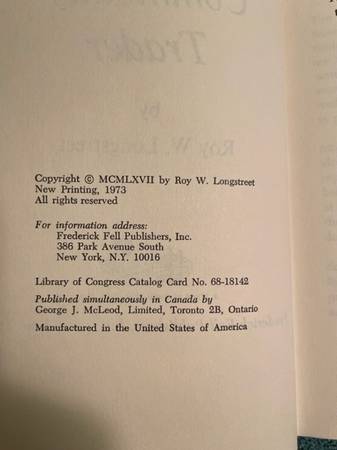 Copyright © MCMLXVII by Roy W. Longstreet
New Printing, 1973
All rights reserved
For information address:
Frederick Fell Publishers, Inc.
386 Park Avenue South
New York, N.Y. 10016
Library of Congress Catalog Card No. 68-18142
Published simultaneously in Canada by
George J. McLeod, Limited, Toronto 2B, Ontario
Manufactured in the United States of America